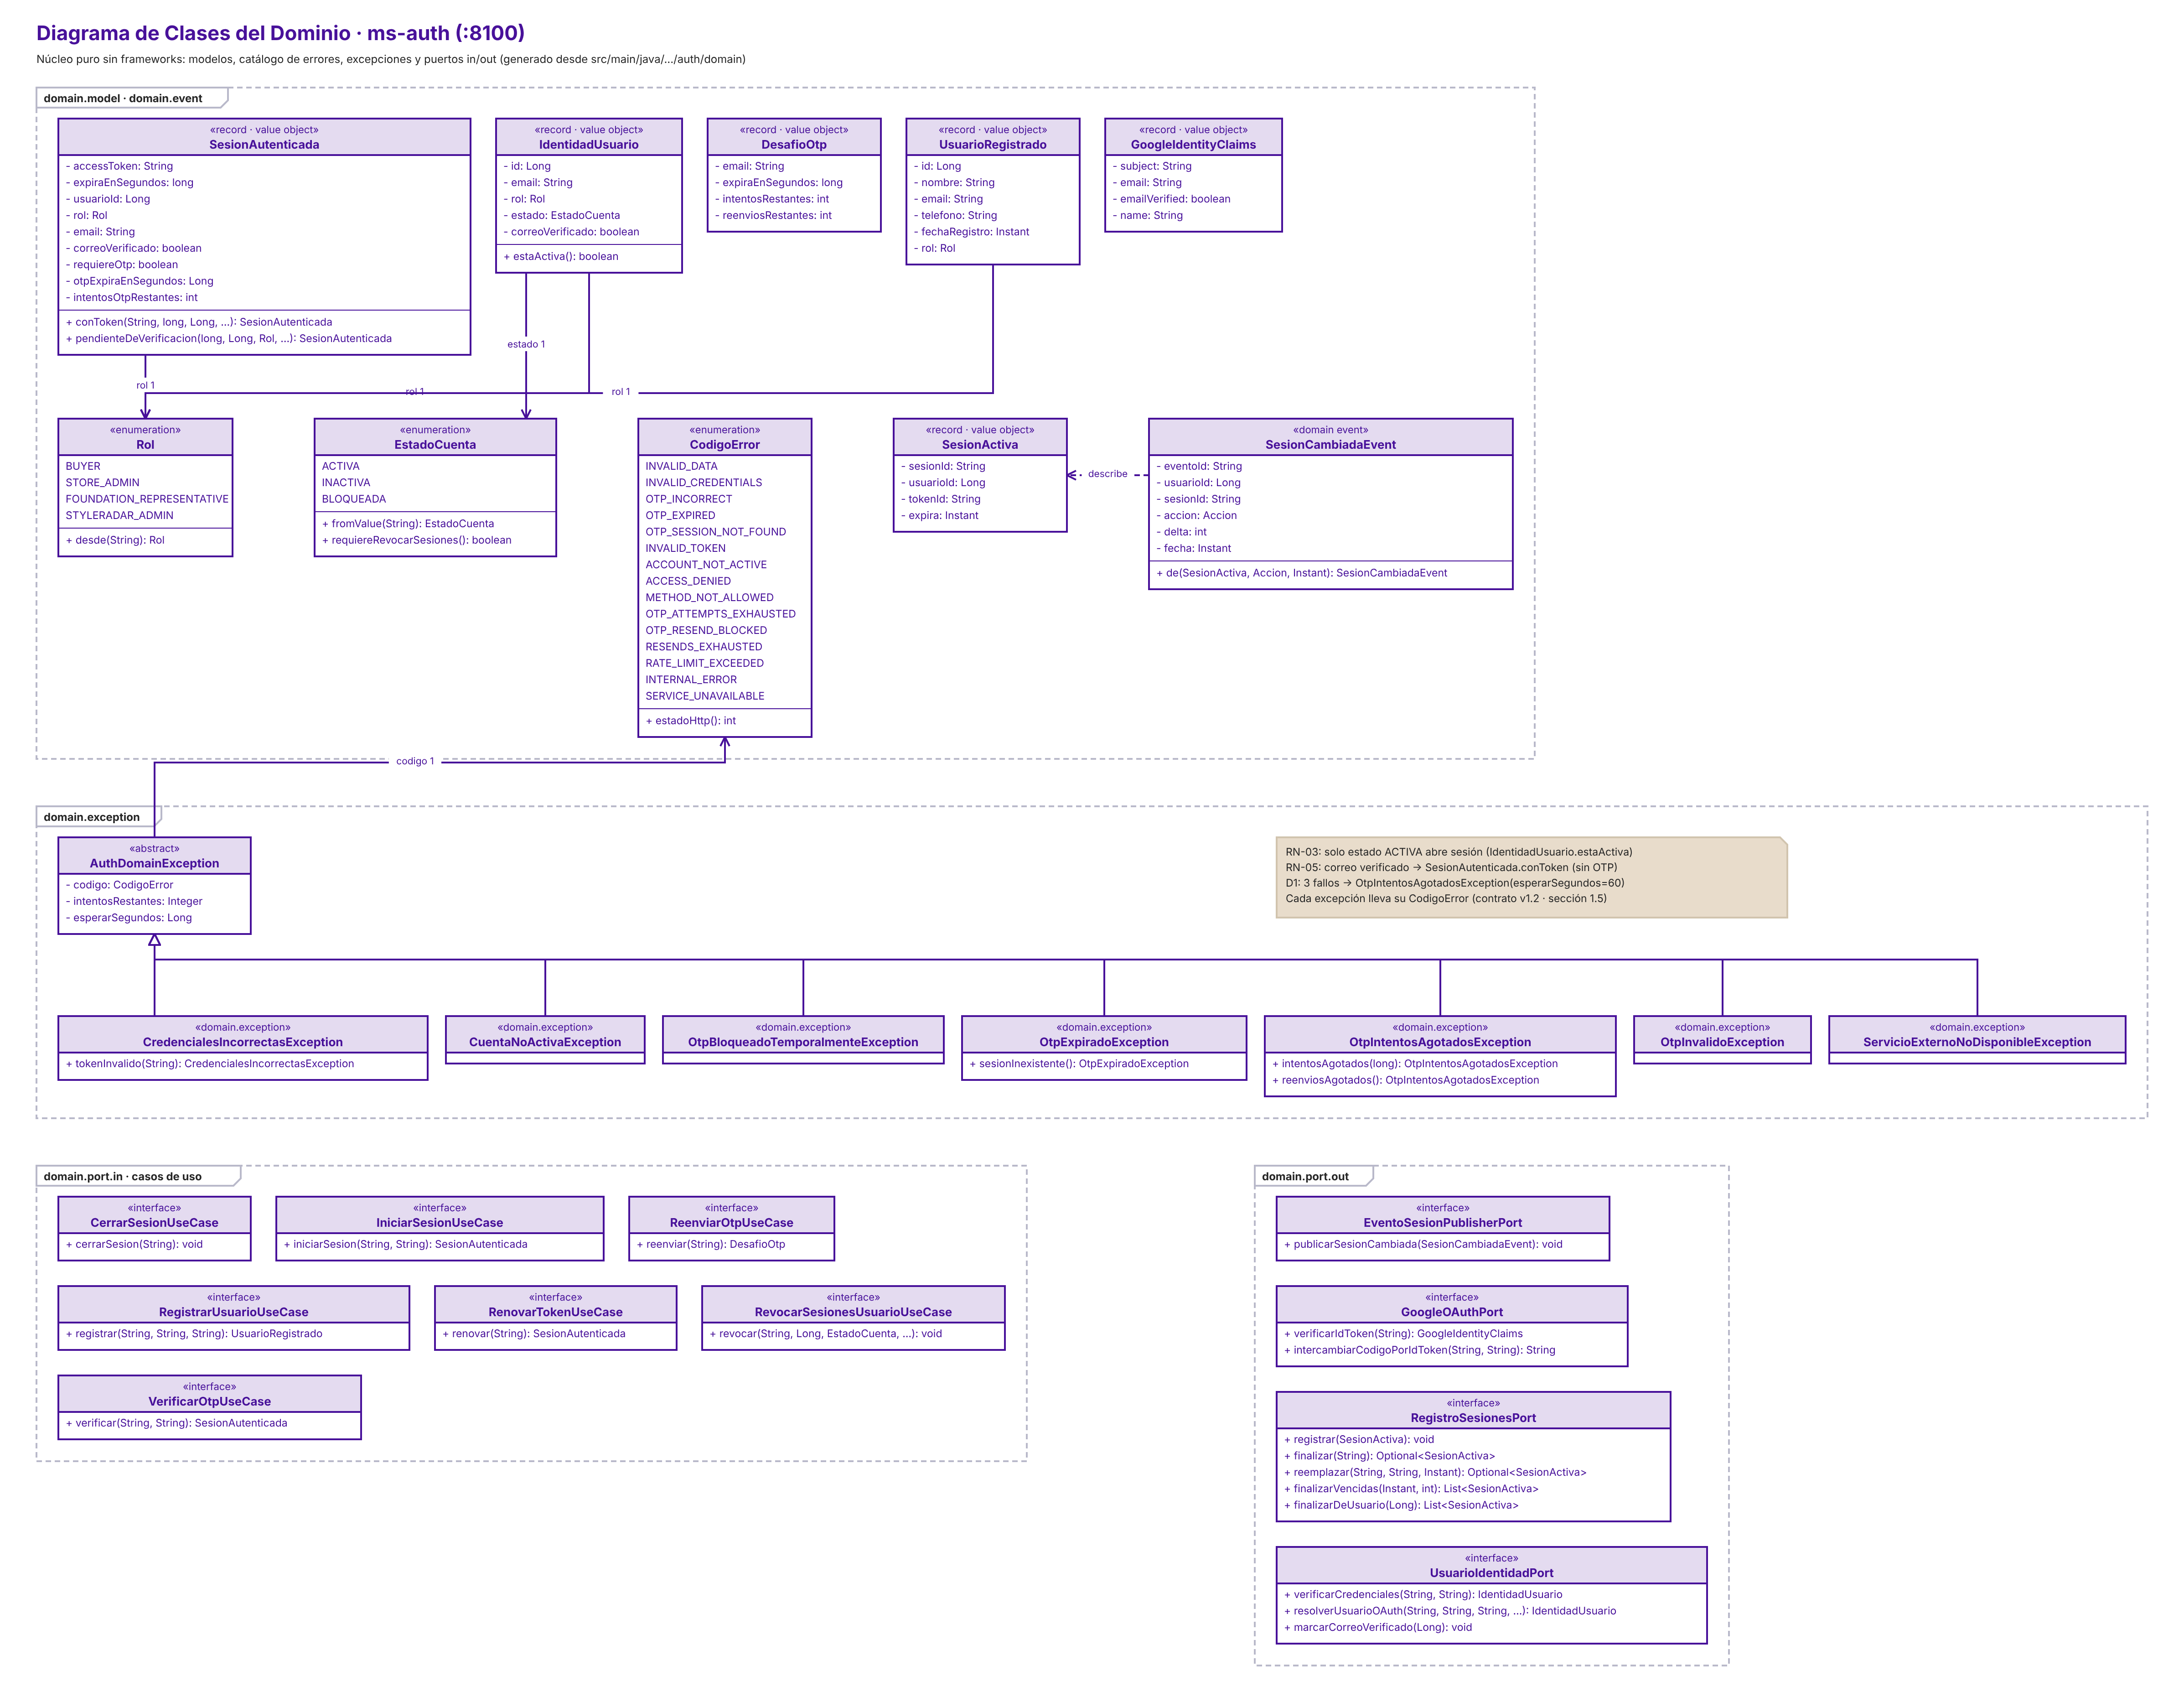 Diagrama de Clases del Dominio · ms-auth (:8100)
Núcleo puro sin frameworks: modelos, catálogo de errores, excepciones y puertos in/out (generado desde src/main/java/.../auth/domain)
domain.model · domain.event
«record · value object»
SesionAutenticada
- accessToken: String
- expiraEnSegundos: long
- usuarioId: Long
- rol: Rol
- email: String
- correoVerificado: boolean
- requiereOtp: boolean
- otpExpiraEnSegundos: Long
- intentosOtpRestantes: int
+ conToken(String, long, Long, ...): SesionAutenticada
+ pendienteDeVerificacion(long, Long, Rol, ...): SesionAutenticada
«record · value object»
IdentidadUsuario
- id: Long
- email: String
- rol: Rol
- estado: EstadoCuenta
- correoVerificado: boolean
+ estaActiva(): boolean
«record · value object»
DesafioOtp
- email: String
- expiraEnSegundos: long
- intentosRestantes: int
- reenviosRestantes: int
«record · value object»
UsuarioRegistrado
- id: Long
- nombre: String
- email: String
- telefono: String
- fechaRegistro: Instant
- rol: Rol
«record · value object»
GoogleIdentityClaims
- subject: String
- email: String
- emailVerified: boolean
- name: String
estado 1
rol 1
rol 1
rol 1
«enumeration»
Rol
BUYER
STORE_ADMIN
FOUNDATION_REPRESENTATIVE
STYLERADAR_ADMIN
+ desde(String): Rol
«enumeration»
EstadoCuenta
ACTIVA
INACTIVA
BLOQUEADA
+ fromValue(String): EstadoCuenta
+ requiereRevocarSesiones(): boolean
«enumeration»
CodigoError
INVALID_DATA
INVALID_CREDENTIALS
OTP_INCORRECT
OTP_EXPIRED
OTP_SESSION_NOT_FOUND
INVALID_TOKEN
ACCOUNT_NOT_ACTIVE
ACCESS_DENIED
METHOD_NOT_ALLOWED
OTP_ATTEMPTS_EXHAUSTED
OTP_RESEND_BLOCKED
RESENDS_EXHAUSTED
RATE_LIMIT_EXCEEDED
INTERNAL_ERROR
SERVICE_UNAVAILABLE
+ estadoHttp(): int
«record · value object»
SesionActiva
- sesionId: String
- usuarioId: Long
- tokenId: String
- expira: Instant
describe
«domain event»
SesionCambiadaEvent
- eventoId: String
- usuarioId: Long
- sesionId: String
- accion: Accion
- delta: int
- fecha: Instant
+ de(SesionActiva, Accion, Instant): SesionCambiadaEvent
codigo 1
domain.exception
«abstract»
AuthDomainException
- codigo: CodigoError
- intentosRestantes: Integer
- esperarSegundos: Long
RN-03: solo estado ACTIVA abre sesión (IdentidadUsuario.estaActiva)
RN-05: correo verificado → SesionAutenticada.conToken (sin OTP)
D1: 3 fallos → OtpIntentosAgotadosException(esperarSegundos=60)
Cada excepción lleva su CodigoError (contrato v1.2 · sección 1.5)
«domain.exception»
CredencialesIncorrectasException
+ tokenInvalido(String): CredencialesIncorrectasException
«domain.exception»
CuentaNoActivaException
«domain.exception»
OtpBloqueadoTemporalmenteException
«domain.exception»
OtpExpiradoException
+ sesionInexistente(): OtpExpiradoException
«domain.exception»
OtpIntentosAgotadosException
+ intentosAgotados(long): OtpIntentosAgotadosException
+ reenviosAgotados(): OtpIntentosAgotadosException
«domain.exception»
OtpInvalidoException
«domain.exception»
ServicioExternoNoDisponibleException
domain.port.in · casos de uso
«interface»
CerrarSesionUseCase
+ cerrarSesion(String): void
«interface»
IniciarSesionUseCase
+ iniciarSesion(String, String): SesionAutenticada
«interface»
ReenviarOtpUseCase
+ reenviar(String): DesafioOtp
«interface»
RegistrarUsuarioUseCase
+ registrar(String, String, String): UsuarioRegistrado
«interface»
RenovarTokenUseCase
+ renovar(String): SesionAutenticada
«interface»
RevocarSesionesUsuarioUseCase
+ revocar(String, Long, EstadoCuenta, ...): void
«interface»
VerificarOtpUseCase
+ verificar(String, String): SesionAutenticada
domain.port.out
«interface»
EventoSesionPublisherPort
+ publicarSesionCambiada(SesionCambiadaEvent): void
«interface»
GoogleOAuthPort
+ verificarIdToken(String): GoogleIdentityClaims
+ intercambiarCodigoPorIdToken(String, String): String
«interface»
RegistroSesionesPort
+ registrar(SesionActiva): void
+ finalizar(String): Optional<SesionActiva>
+ reemplazar(String, String, Instant): Optional<SesionActiva>
+ finalizarVencidas(Instant, int): List<SesionActiva>
+ finalizarDeUsuario(Long): List<SesionActiva>
«interface»
UsuarioIdentidadPort
+ verificarCredenciales(String, String): IdentidadUsuario
+ resolverUsuarioOAuth(String, String, String, ...): IdentidadUsuario
+ marcarCorreoVerificado(Long): void